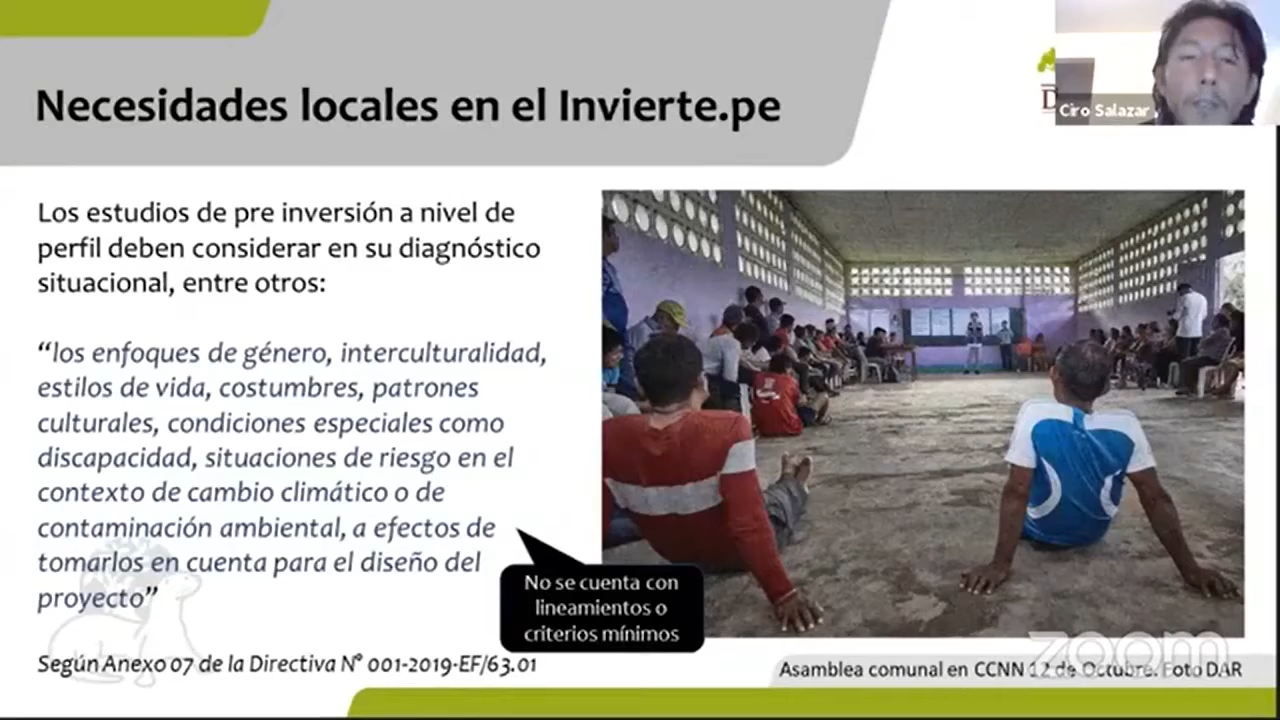 Necesidades locales en el Invierte.pe
D
Ciro Salazar
Los estudios de pre inversión a nivel de
perfil deben considerar en su diagnóstico
situacional, entre otros:
“los enfoques de género, interculturalidad,
estilos de vida, costumbres, patrones
culturales, condiciones especiales como
discapacidad, situaciones de riesgo en el
contexto de cambio climático o de
contaminación ambiental, a efectos de
tomarlos en cuenta para el diseño del
proyecto”
No se cuenta con
lineamientos o
criterios mínimos
Según Anexo 07 de la Directiva N° 001-2019-EF/63.01
zoom
Asamblea comunal en CCNN 12 de Octubre. Foto DAR